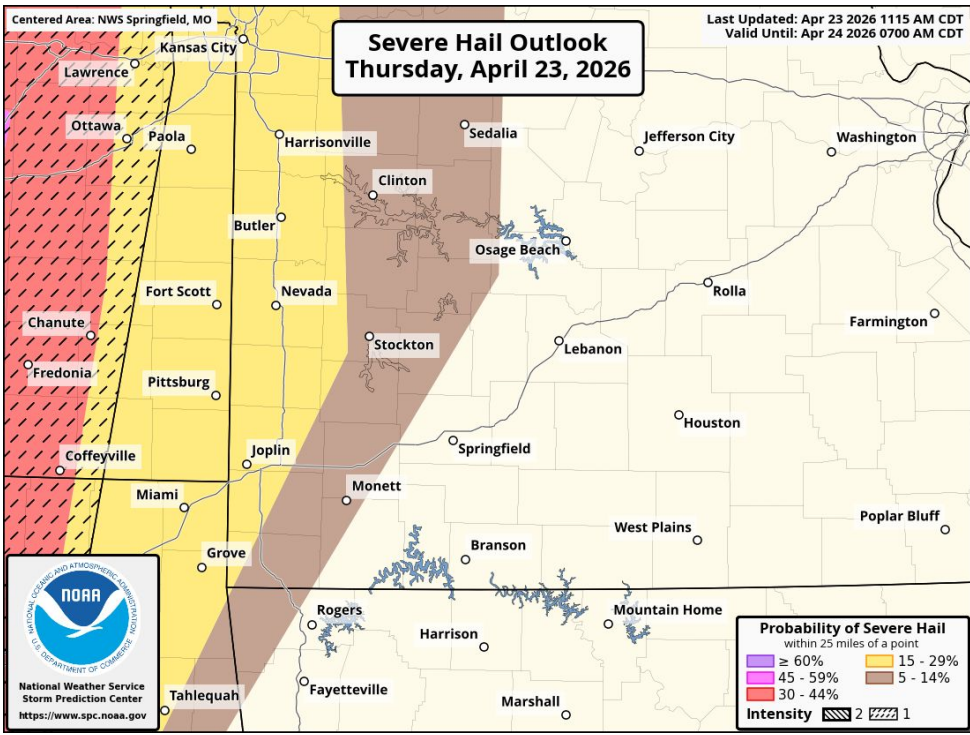 Centered Area: NWS Springfield, MO
Severe Hail Outlook
Thursday, April 23, 2026
Last Updated: Apr 23 2026 1115 AM CDT
Valid Until: Apr 24 2026 0700 AM CDT
Kansas City
Lawrence
Ottawa
Paola
Harrisonville
Sedalia
Jefferson City
Washington
Clinton
Butler
Osage Beach
Fort Scott
Nevada
Rolla
Chanute
Farmington
Stockton
Lebanon
Fredonia
Pittsburg
Houston
Coffeyville
Joplin
Springfield
Miami
Monett
Poplar Bluff
West Plains
Grove
Branson
Rogers
Mountain Home
Harrison
Tahlequah
Fayetteville
Marshall
NATIONAL OCEANIC AND ATMOSPHERIC ADMINISTRATION
NOAA
U.S. DEPARTMENT OF COMMERCE
National Weather Service
Storm Prediction Center
https://www.spc.noaa.gov
Probability of Severe Hail
within 25 miles of a point
≥ 60%
15 - 29%
45 - 59%
5 - 14%
30 - 44%
Intensity 2 1